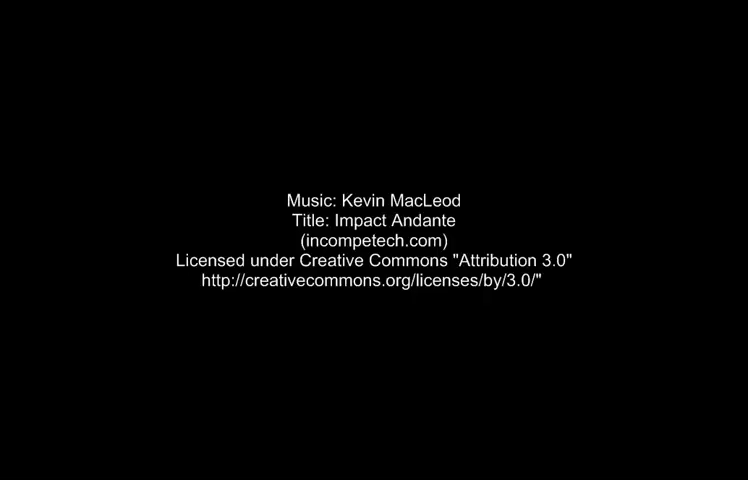 Music: Kevin MacLeod
Title: Impact Andante
(incompetech.com)
Licensed under Creative Commons "Attribution 3.0"
http://creativecommons.org/licenses/by/3.0/"